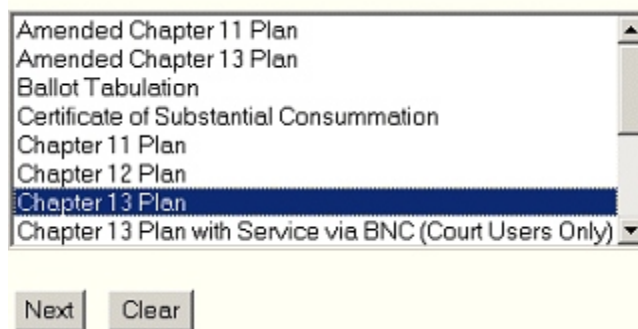 Amended Chapter 11 Plan
Amended Chapter 13 Plan
Ballot Tabulation
Certificate of Substantial Consummation
Chapter 11 Plan
Chapter 12 Plan
Chapter 13 Plan
Chapter 13 Plan with Service via BNC (Court Users Only)
Next Clear